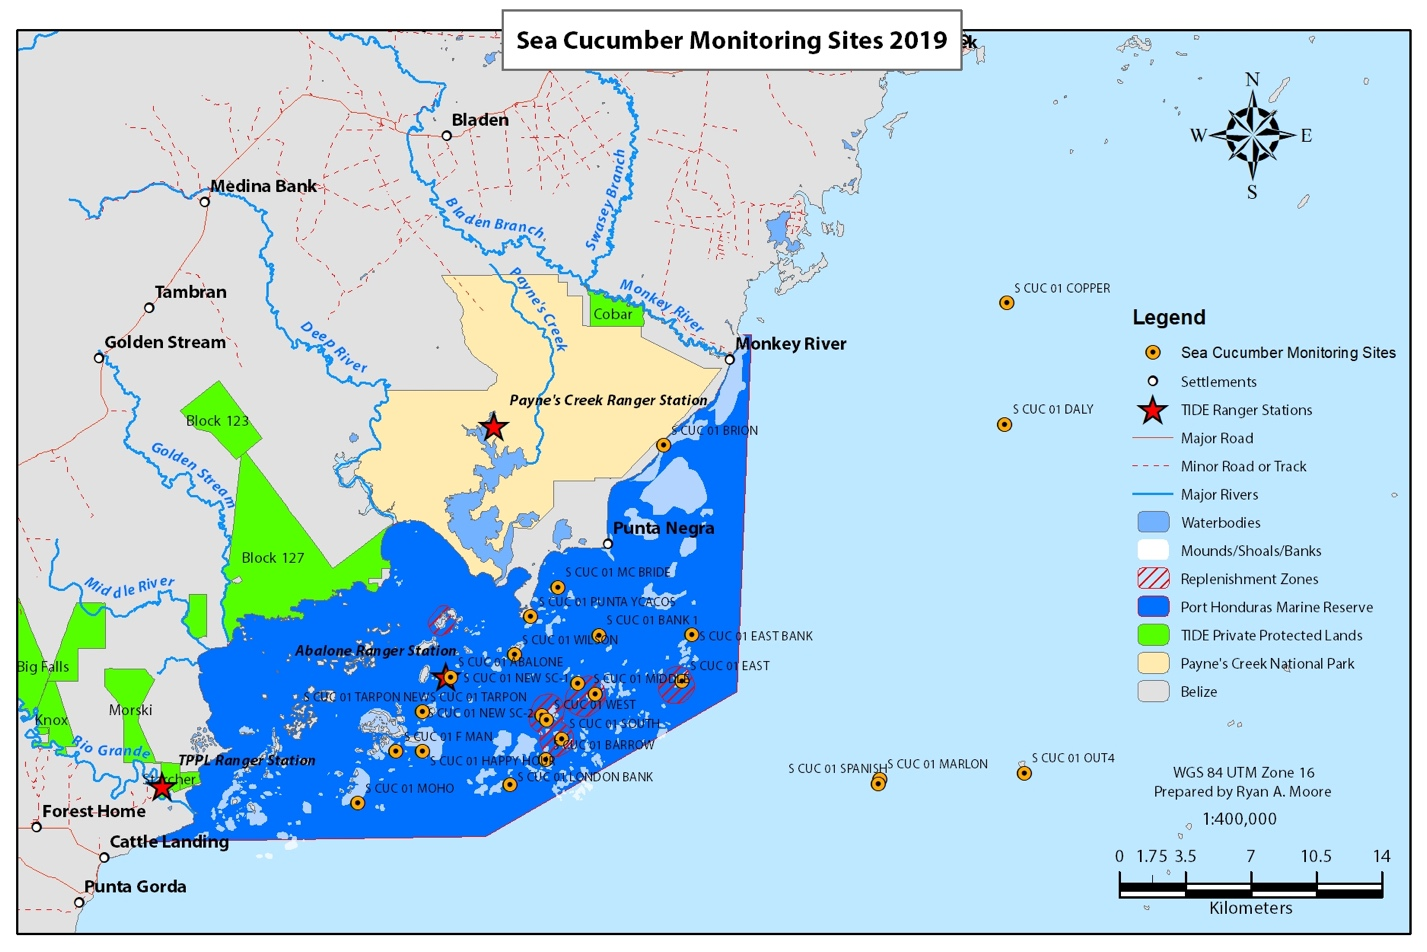 Sea Cucumber Monitoring Sites 2019
N
W
E
S
Bladen
Medina Bank
Bladen Branch
Swasey Branch
Payne's Creek
Monkey River
Tambran
Cobar
Golden Stream
Deep River
Monkey River
S CUC 01 COPPER
Payne's Creek Ranger Station
S CUC 01 DALY
Block 123
S CUC 01 BRION
Golden Stream
Punta Negra
Block 127
Middle River
S CUC 01 MC BRIDE
S CUC 01 PUNTA YCACOS
S CUC 01 BANK 1
S CUC 01 WILSON
S CUC 01 EAST BANK
Abalone Ranger Station
S CUC 01 ABALONE
S CUC 01 EAST
Big Falls
S CUC 01 NEW SC-1
S CUC 01 MIDDLE
S CUC 01 TARPON NEW
S CUC 01 TARPON
S CUC 01 WEST
Knox
Morski
S CUC 01 NEW SC-2
S CUC 01 SOUTH
Rio Grande
S CUC 01 F MAN
S CUC 01 BARROW
TPPL Ranger Station
S CUC 01 HAPPY HOUR
S CUC 01 SPANISH
S CUC 01 MARLON
S CUC 01 OUT4
S CUC 01 LONDON BANK
S CUC 01 MOHO
Forest Home
Cattle Landing
Punta Gorda
Legend
Sea Cucumber Monitoring Sites
Settlements
TIDE Ranger Stations
Major Road
Minor Road or Track
Major Rivers
Waterbodies
Mounds/Shoals/Banks
Replenishment Zones
Port Honduras Marine Reserve
TIDE Private Protected Lands
Payne's Creek National Park
Belize
WGS 84 UTM Zone 16
Prepared by Ryan A. Moore
1:400,000
0 1.75 3.5 7 10.5 14
Kilometers